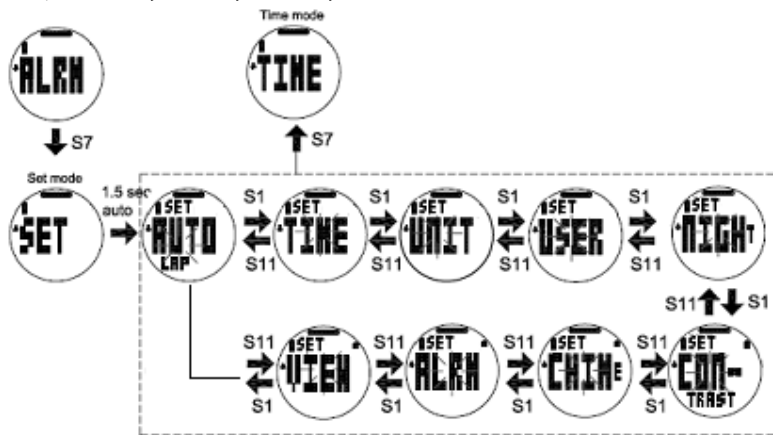 Time mode
ALRM
TIME
S7
S7
Set mode
SET
1.5 sec
auto
SET
AUTO
LAP
S1
S11
SET
TIME
S1
S11
SET
UNIT
S1
S11
SET
USER
S1
S11
SET
NIGHT
S11
S1
S11
S1
SET
VIEW
S11
S1
SET
ALRM
S11
S1
SET
CHIME
S11
S1
SET
CON-
TRAST